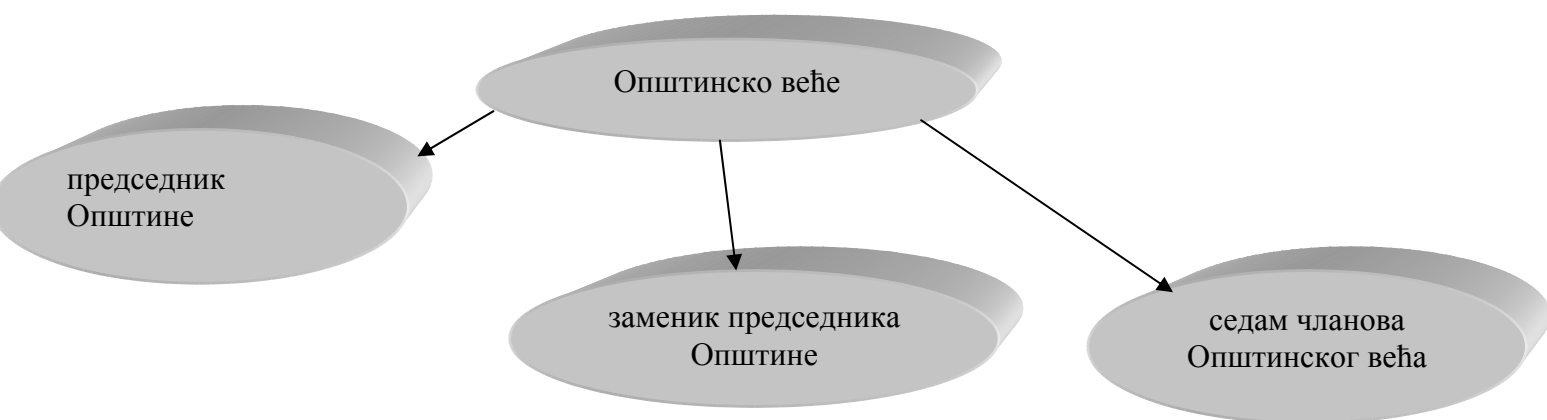 Општинско веће
председник
Општине
заменик председника
Општине
седам чланова
Општинског већа